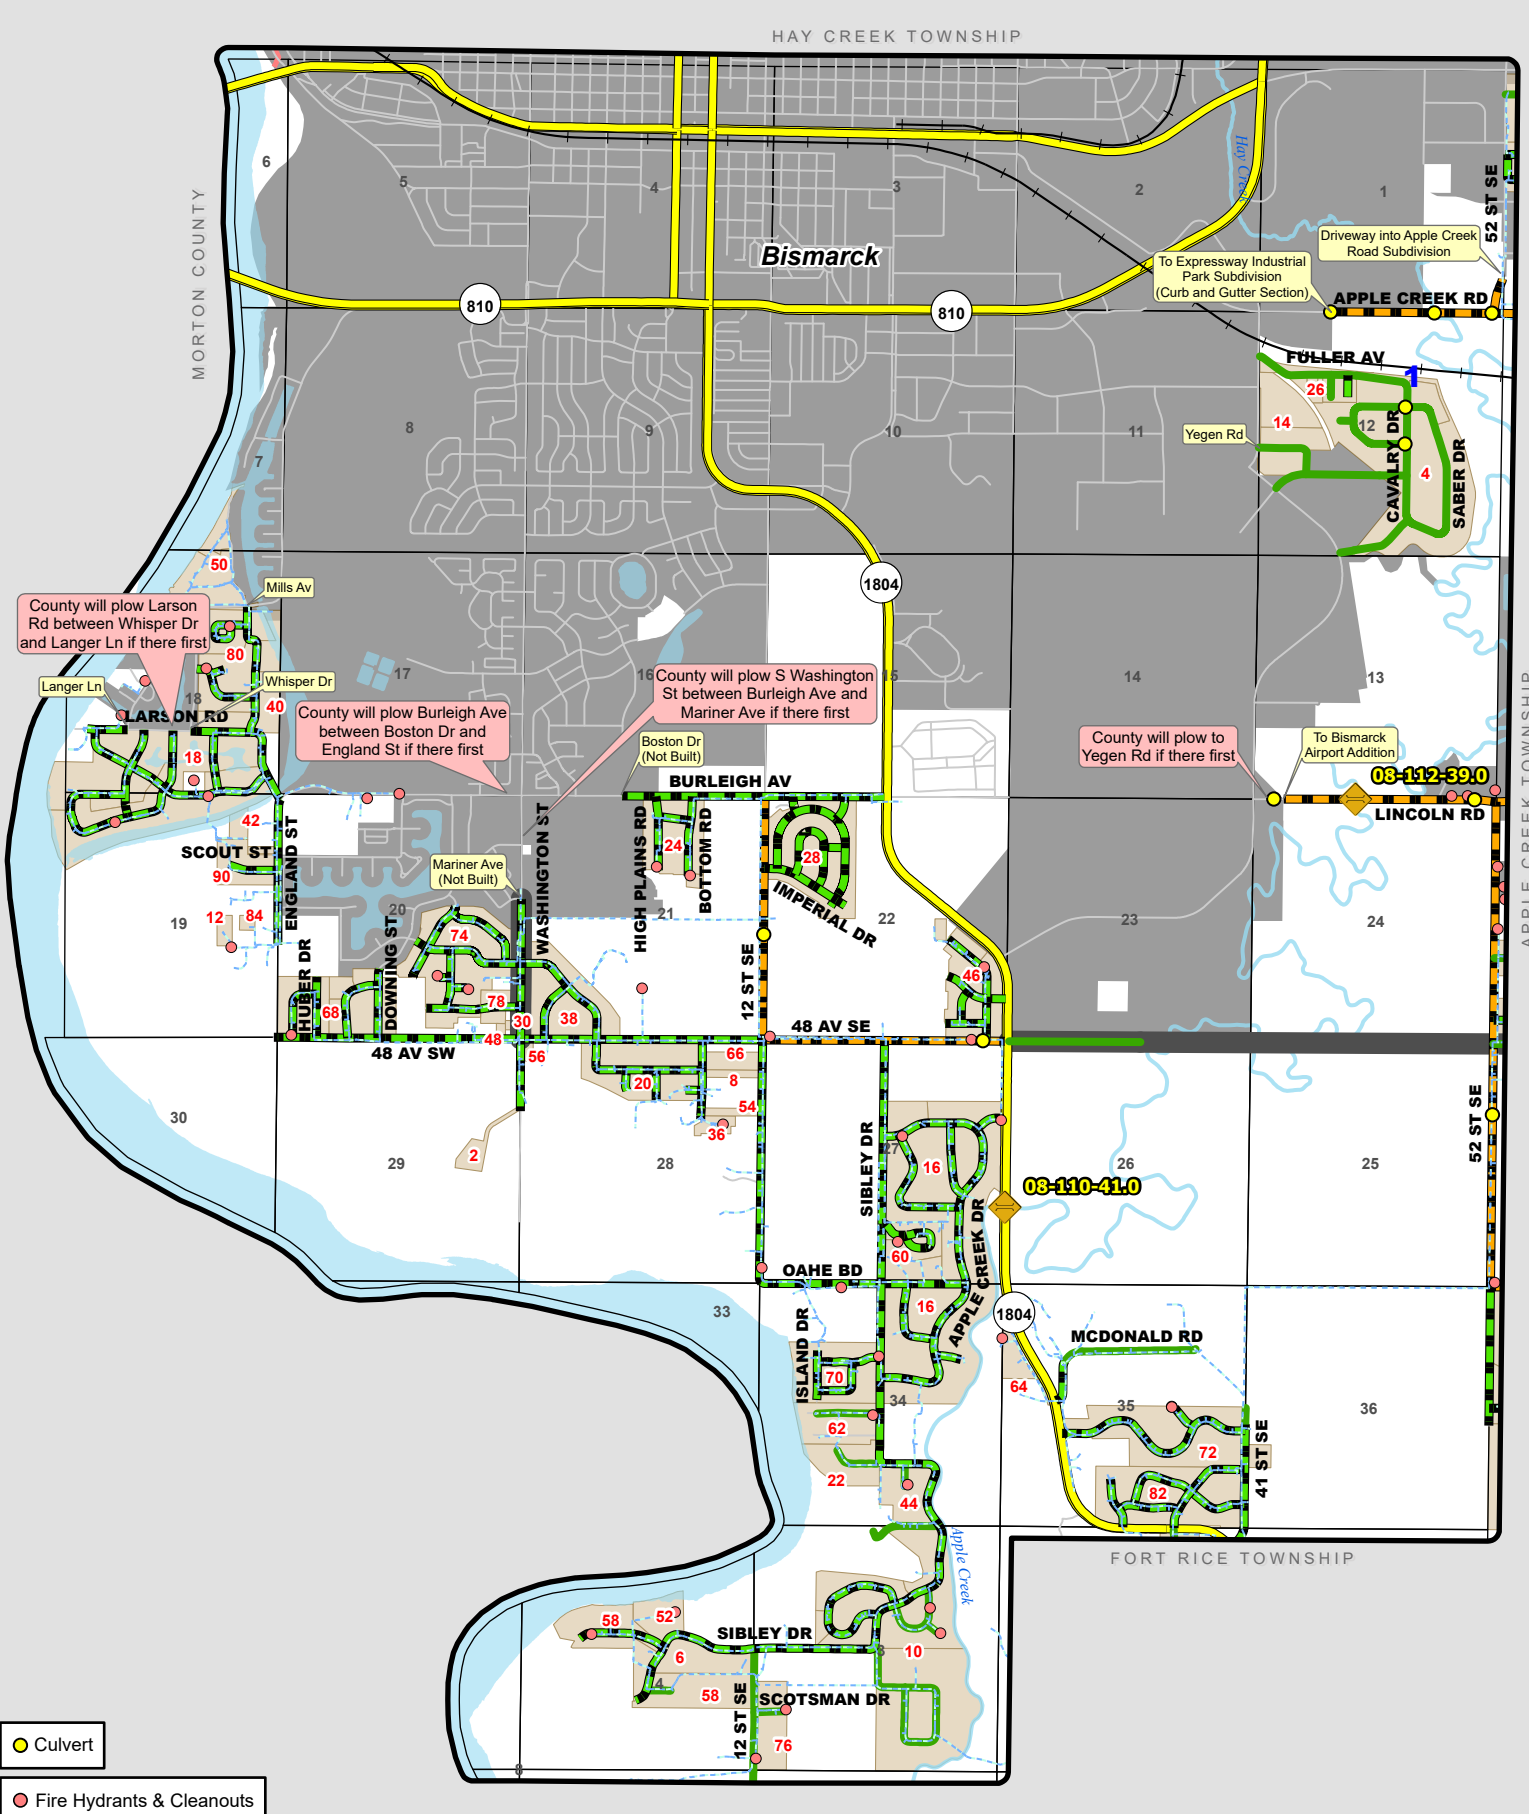 HAY CREEK TOWNSHIP
MORTON COUNTY
6
5
4
3
2
1
Hay Creek
52 ST SE
Bismarck
Driveway into Apple Creek
Road Subdivision
To Expressway Industrial
Park Subdivision
(Curb and Gutter Section)
APPLE CREEK RD
810
810
FULLER AV
1
26
14
12
CAVALRY DR
4
SABER DR
Yegen Rd
7
8
9
10
11
50
Mills Av
1804
County will plow Larson
Rd between Whisper Dr
and Langer Ln if there first
80
Langer Ln
18
Whisper Dr
LARSON RD
40
17
16
15
14
13
County will plow Burleigh Ave
between Boston Dr and
England St if there first
County will plow S Washington
St between Burleigh Ave and
Mariner Ave if there first
Boston Dr
(Not Built)
County will plow to
Yegen Rd if there first
To Bismarck
Airport Addition
APPLE CREEK TOWNSHIP
18
BURLEIGH AV
08-112-39.0
LINCOLN RD
42
SCOUT ST
90
ENGLAND ST
Mariner Ave
(Not Built)
WASHINGTON ST
HIGH PLAINS RD
24
BOTTOM RD
28
IMPERIAL DR
19
12
84
20
21
22
23
24
HUBER DR
68
DOWNING ST
74
78
30
38
12 ST SE
46
48 AV SE
48 AV SW
48
56
66
20
8
54
36
30
29
2
28
SIBLEY DR
27
16
26
25
52 ST SE
08-110-41.0
60
APPLE CREEK DR
OAHE BD
33
16
1804
ISLAND DR
70
34
64
MCDONALD RD
35
36
62
22
44
72
82
41 ST SE
Apple Creek
FORT RICE TOWNSHIP
58
52
SIBLEY DR
6
4
58
3
10
12 ST SE
SCOTSMAN DR
76
8
Culvert
Fire Hydrants & Cleanouts